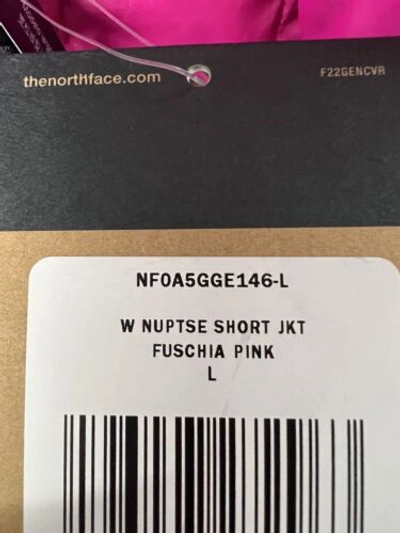 thenorthface.com
F22GENCVR
NF0A5GGE146-L
W NUPTSE SHORT JKT
FUSCHIA PINK
L